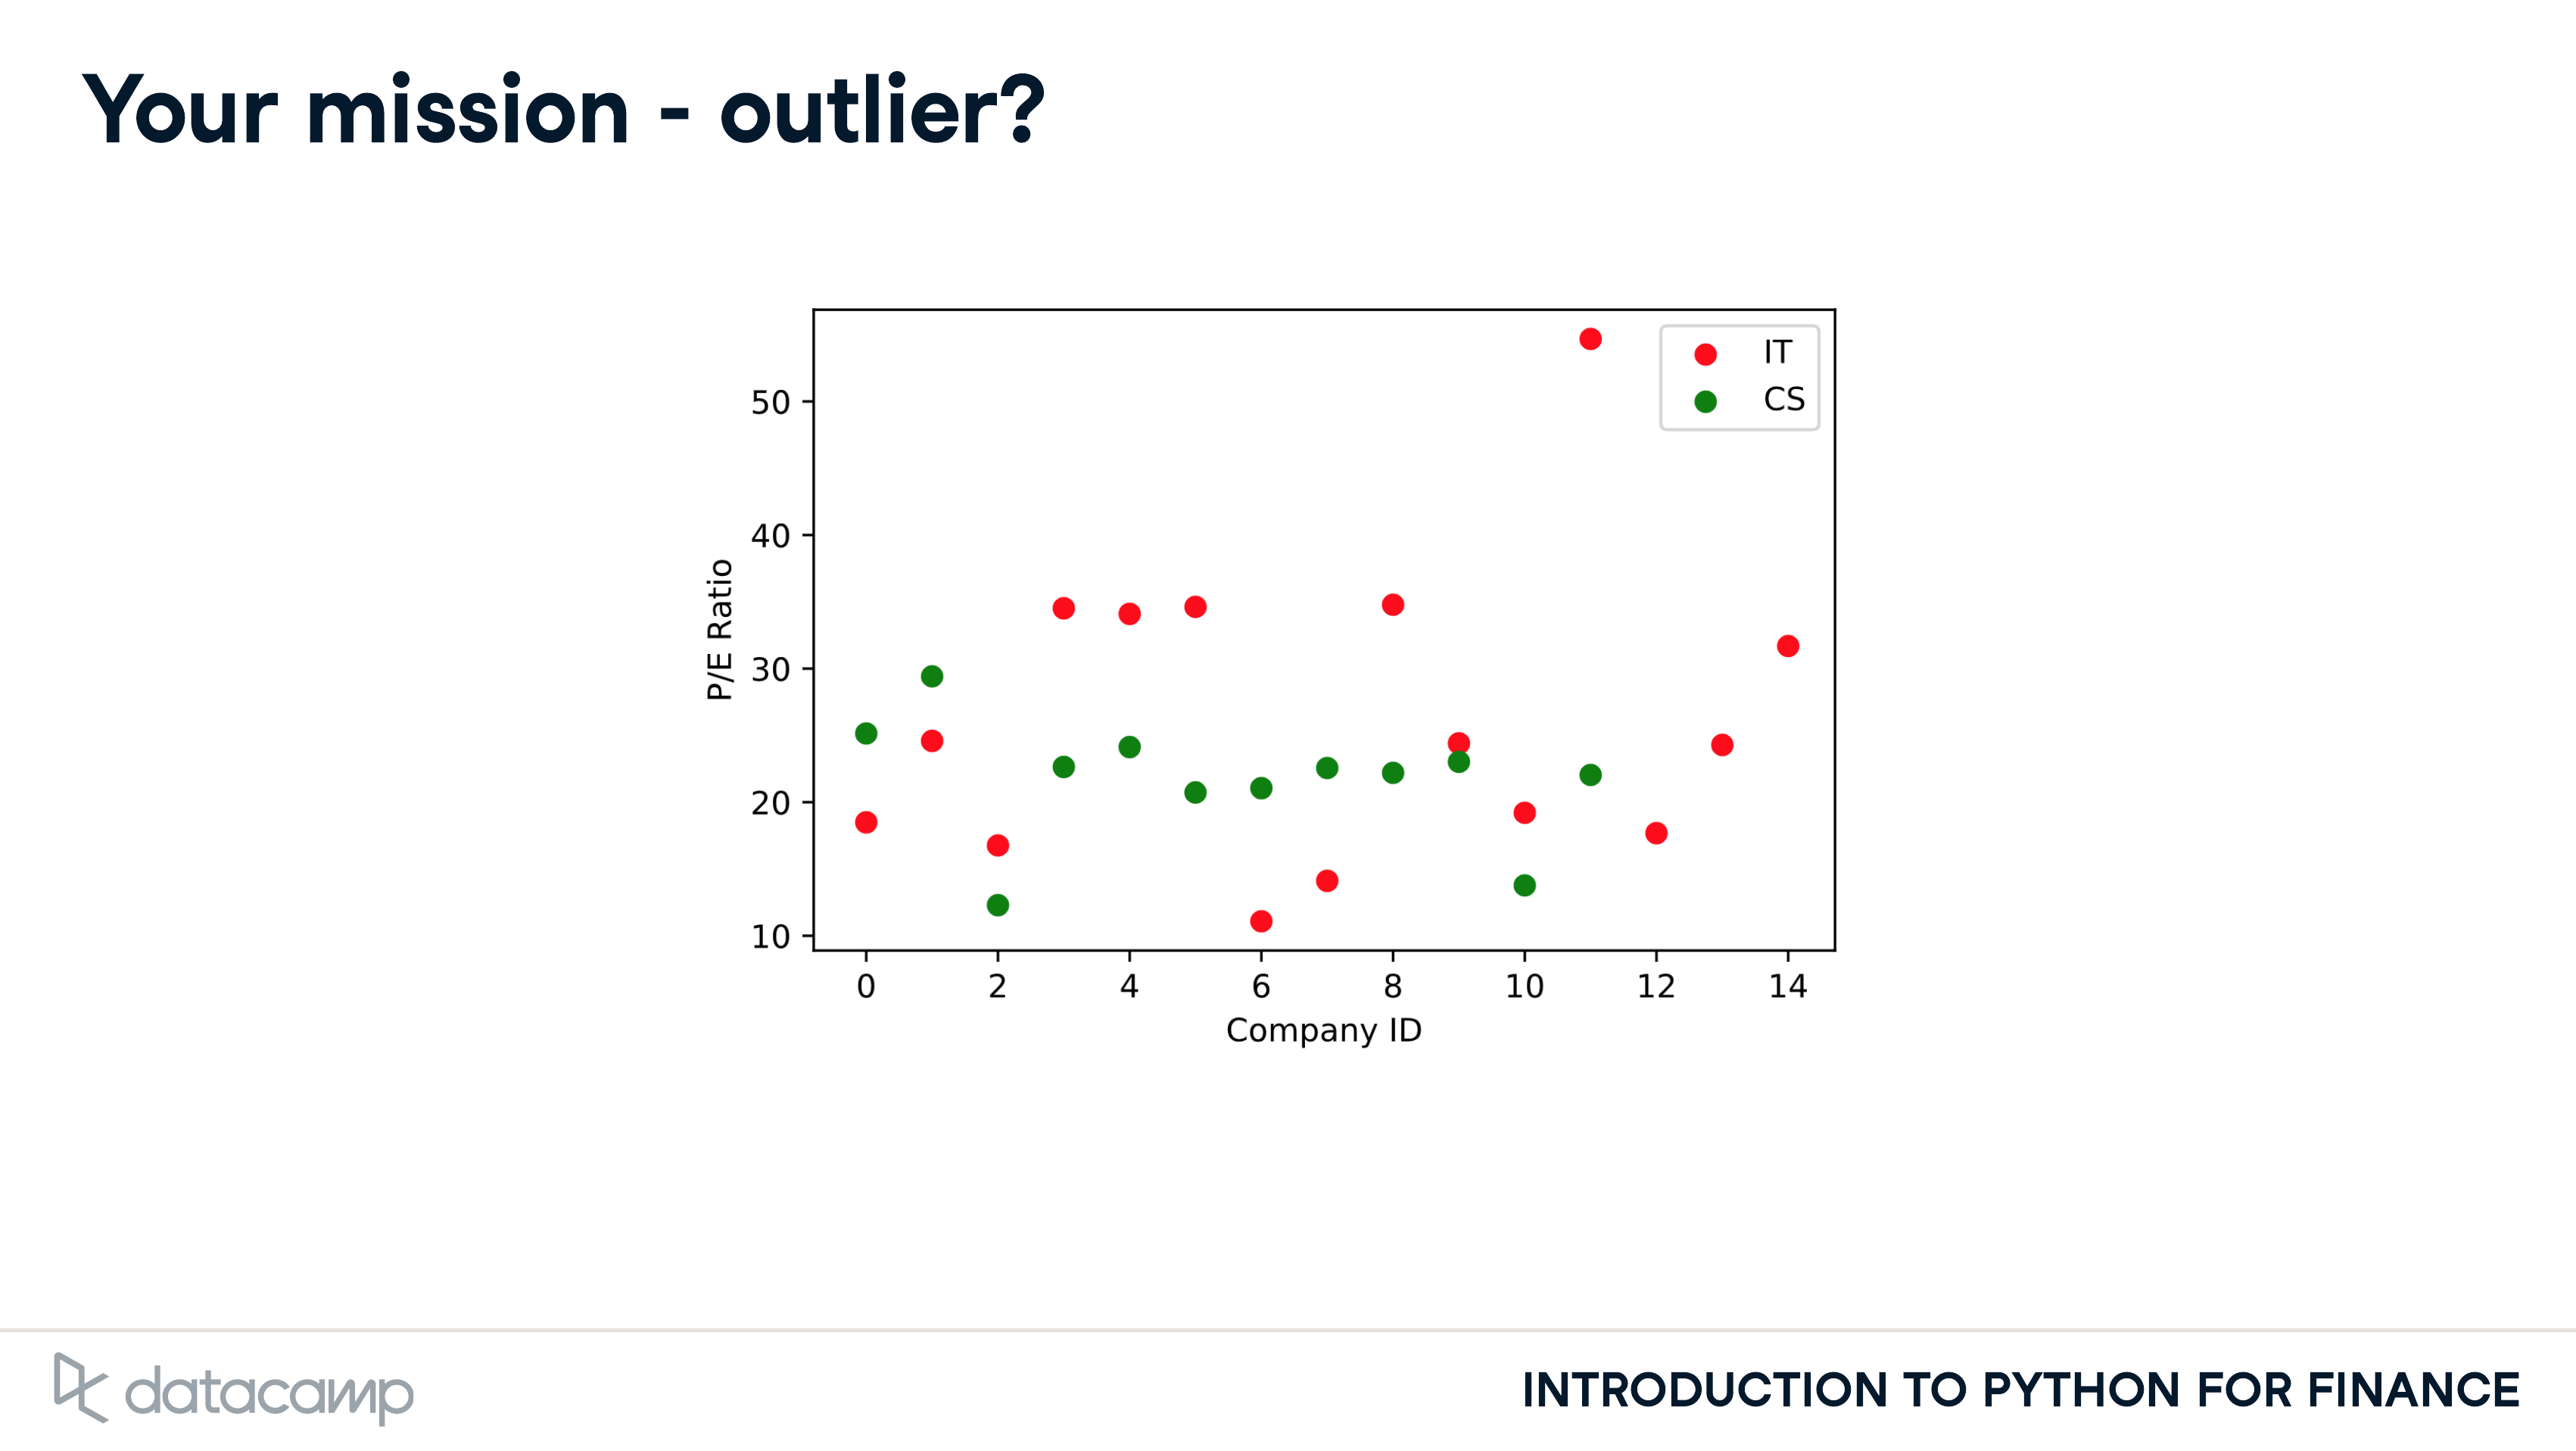 Your mission - outlier?
IT
CS
50
40
30
20
10
P/E Ratio
0 2 4 6 8 10 12 14
Company ID
datacamp
INTRODUCTION TO PYTHON FOR FINANCE